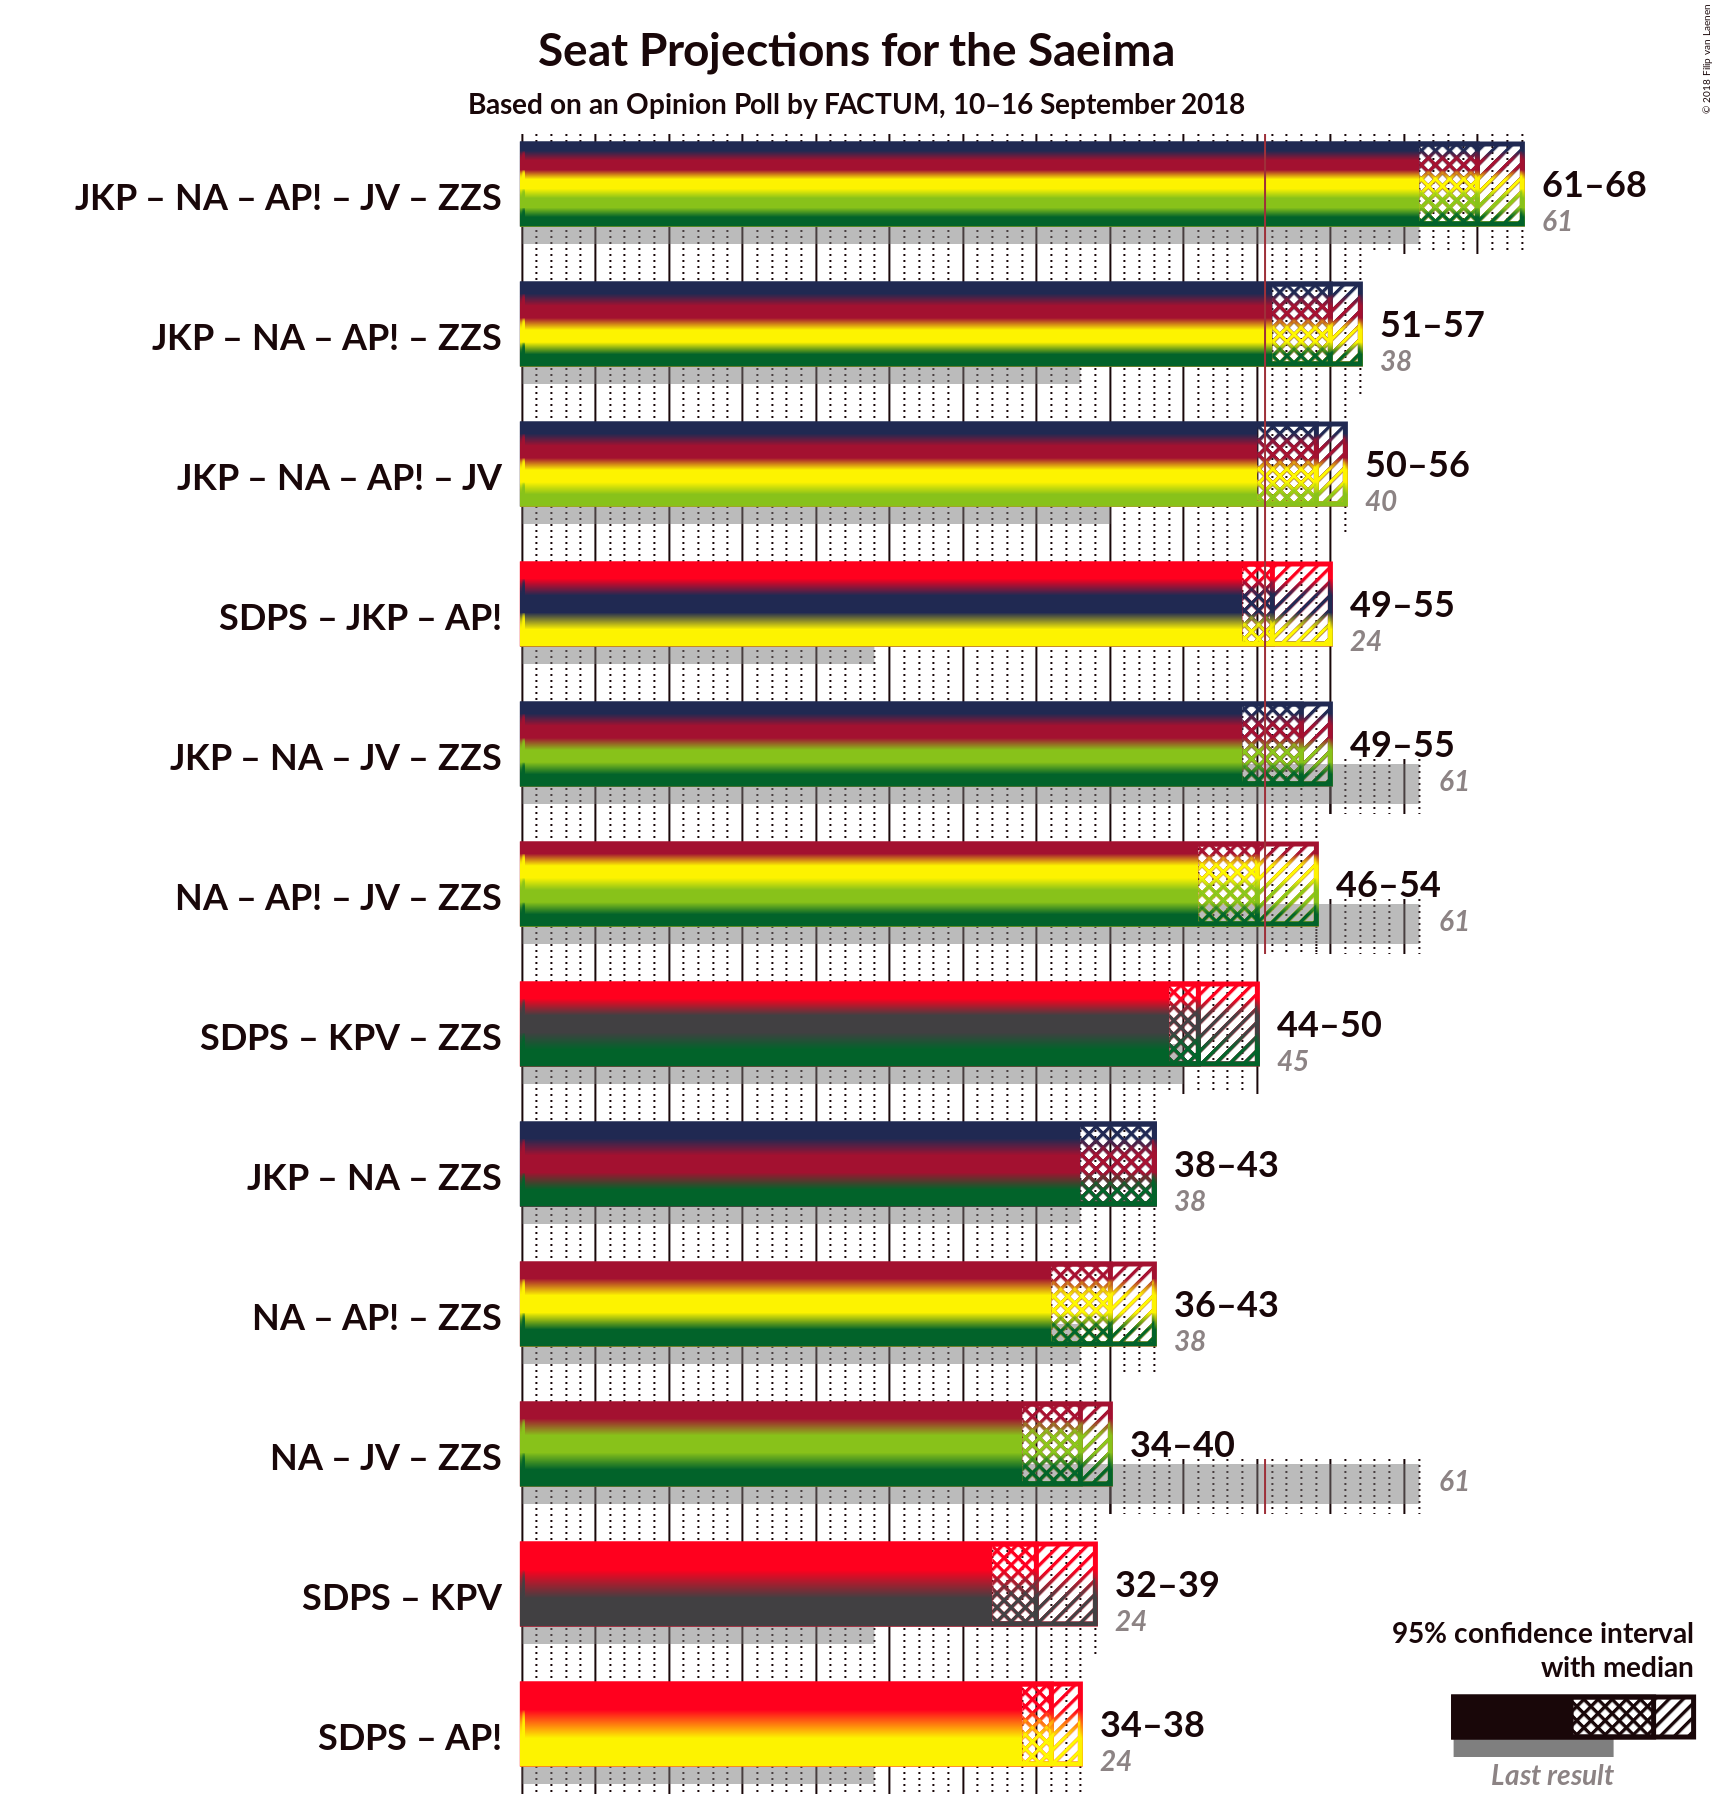 Seat Projections for the Saeima
Based on an Opinion Poll by FACTUM, 10–16 September 2018
© 2018 Filip van Laenen
JKP – NA – AP! – JV – ZZS
61–68
61
JKP – NA – AP! – ZZS
51–57
38
JKP – NA – AP! – JV
50–56
40
SDPS – JKP – AP!
49–55
24
JKP – NA – JV – ZZS
49–55
61
NA – AP! – JV – ZZS
46–54
61
SDPS – KPV – ZZS
44–50
45
JKP – NA – ZZS
38–43
38
NA – AP! – ZZS
36–43
38
NA – JV – ZZS
34–40
61
SDPS – KPV
32–39
24
SDPS – AP!
34–38
24
95% confidence interval
with median
Last result